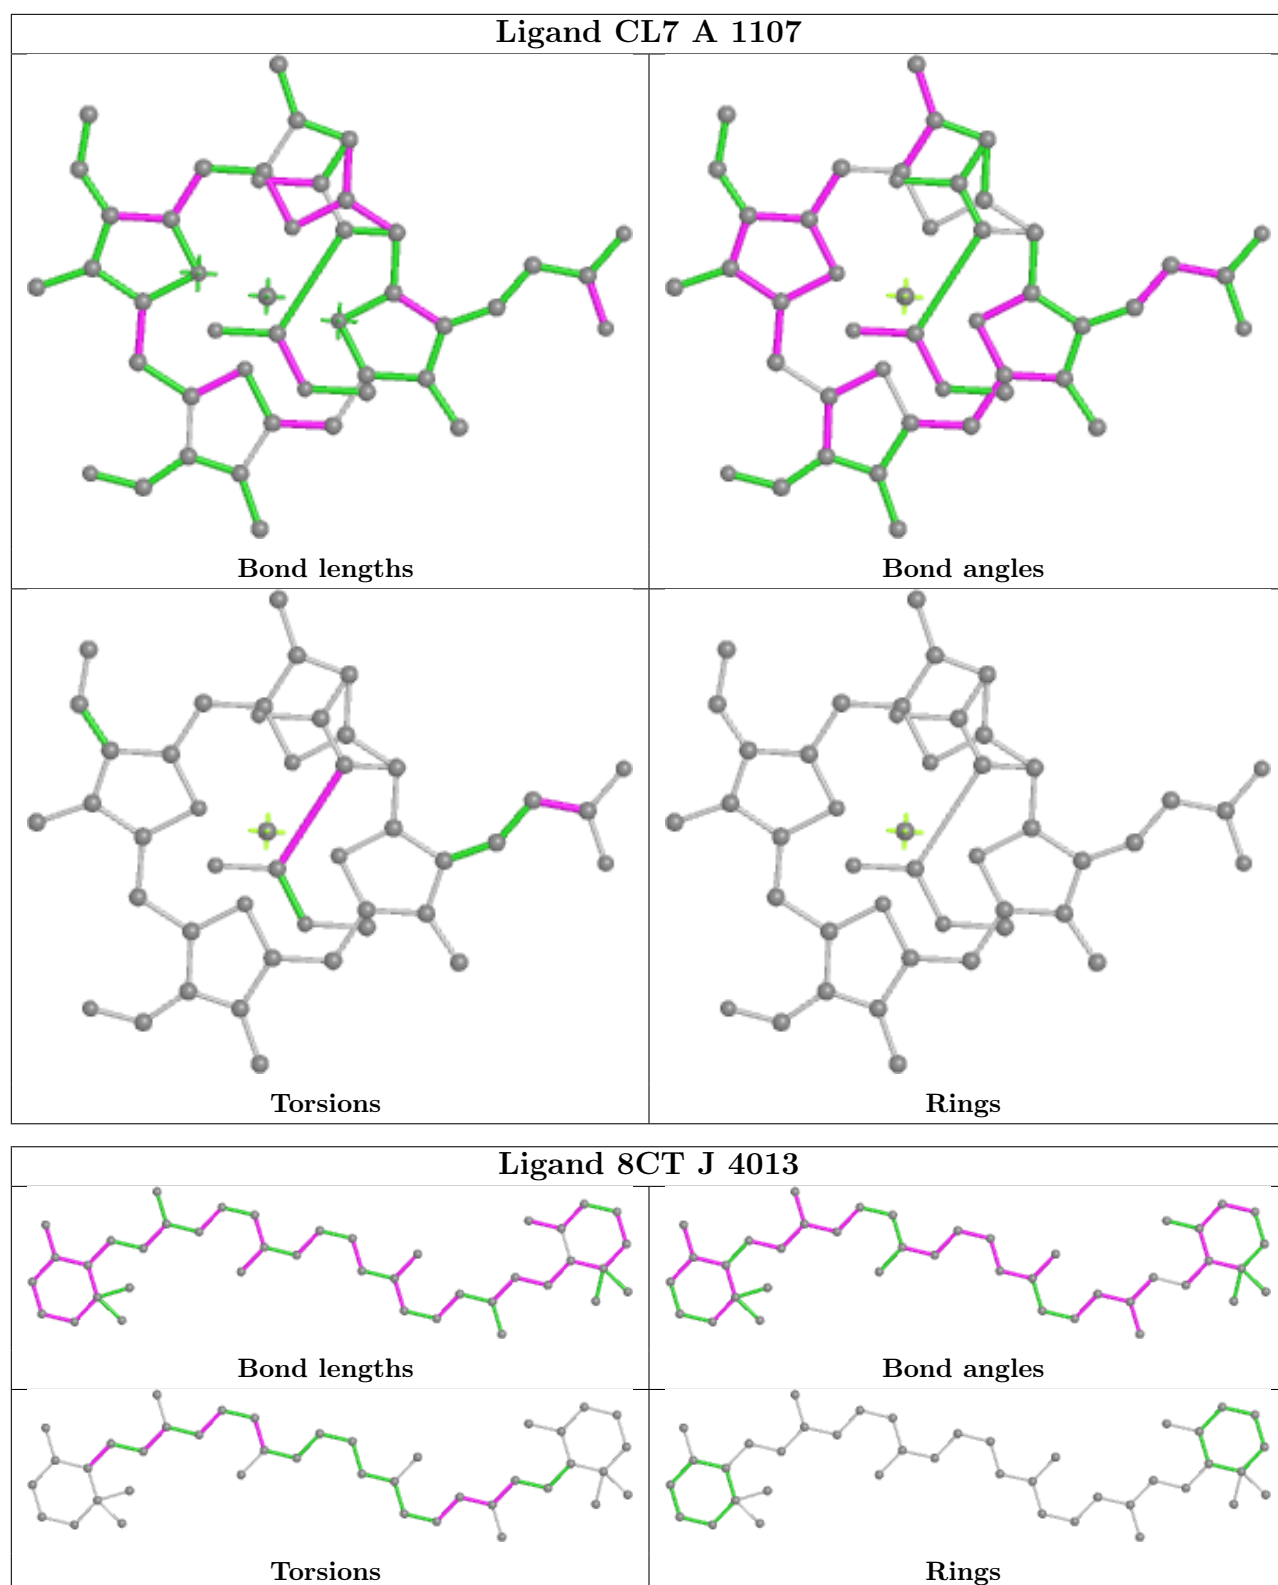 Ligand CL7 A 1107
Bond lengths
Bond angles
Torsions
Rings
Ligand 8CT J 4013
Bond lengths
Bond angles
Torsions
Rings